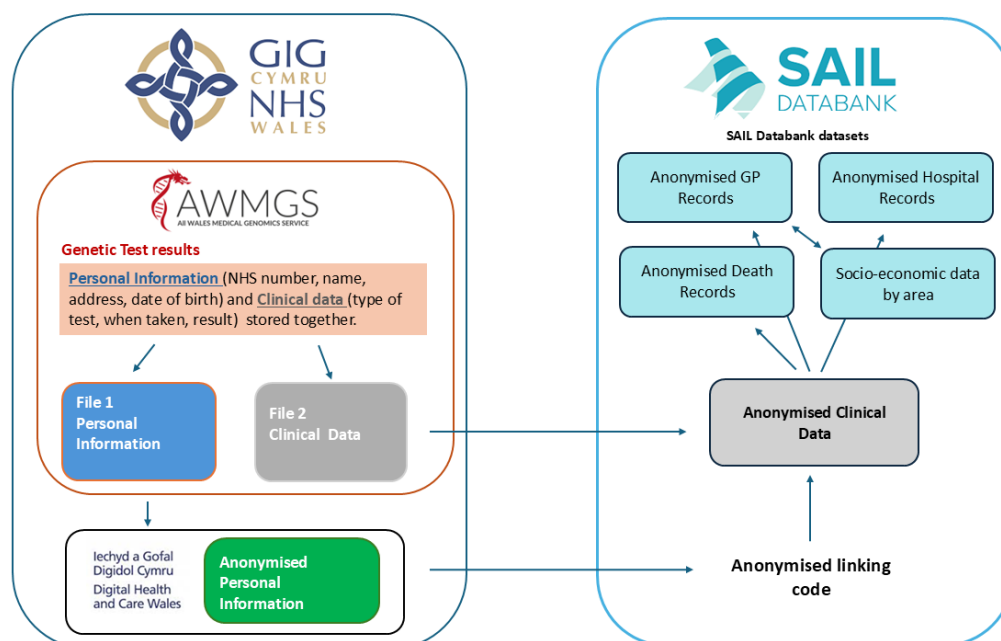 GIG
CYMRU
NHS
WALES
AWMGS
All WALES MEDICAL GENOMICS SERVICE
Genetic Test results
Personal Information (NHS number, name,
address, date of birth) and Clinical data (type of
test, when taken, result) stored together.
File 1
Personal
Information
File 2
Clinical Data
Iechyd a Gofal
Digidol Cymru
Digital Health
and Care Wales
Anonymised
Personal
Information
SAIL
DATABANK
SAIL Databank datasets
Anonymised GP
Records
Anonymised Hospital
Records
Anonymised Death
Records
Socio-economic data
by area
Anonymised Clinical
Data
Anonymised linking
code